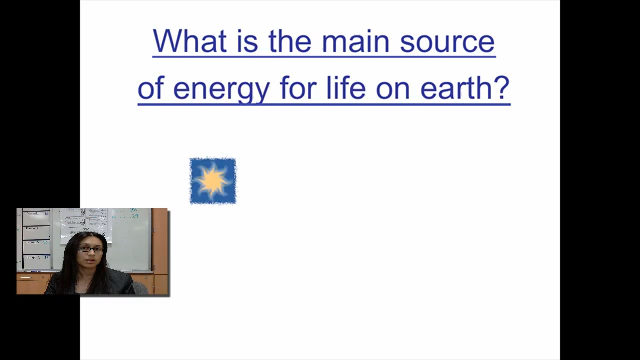 What is the main source
of energy for life on earth?